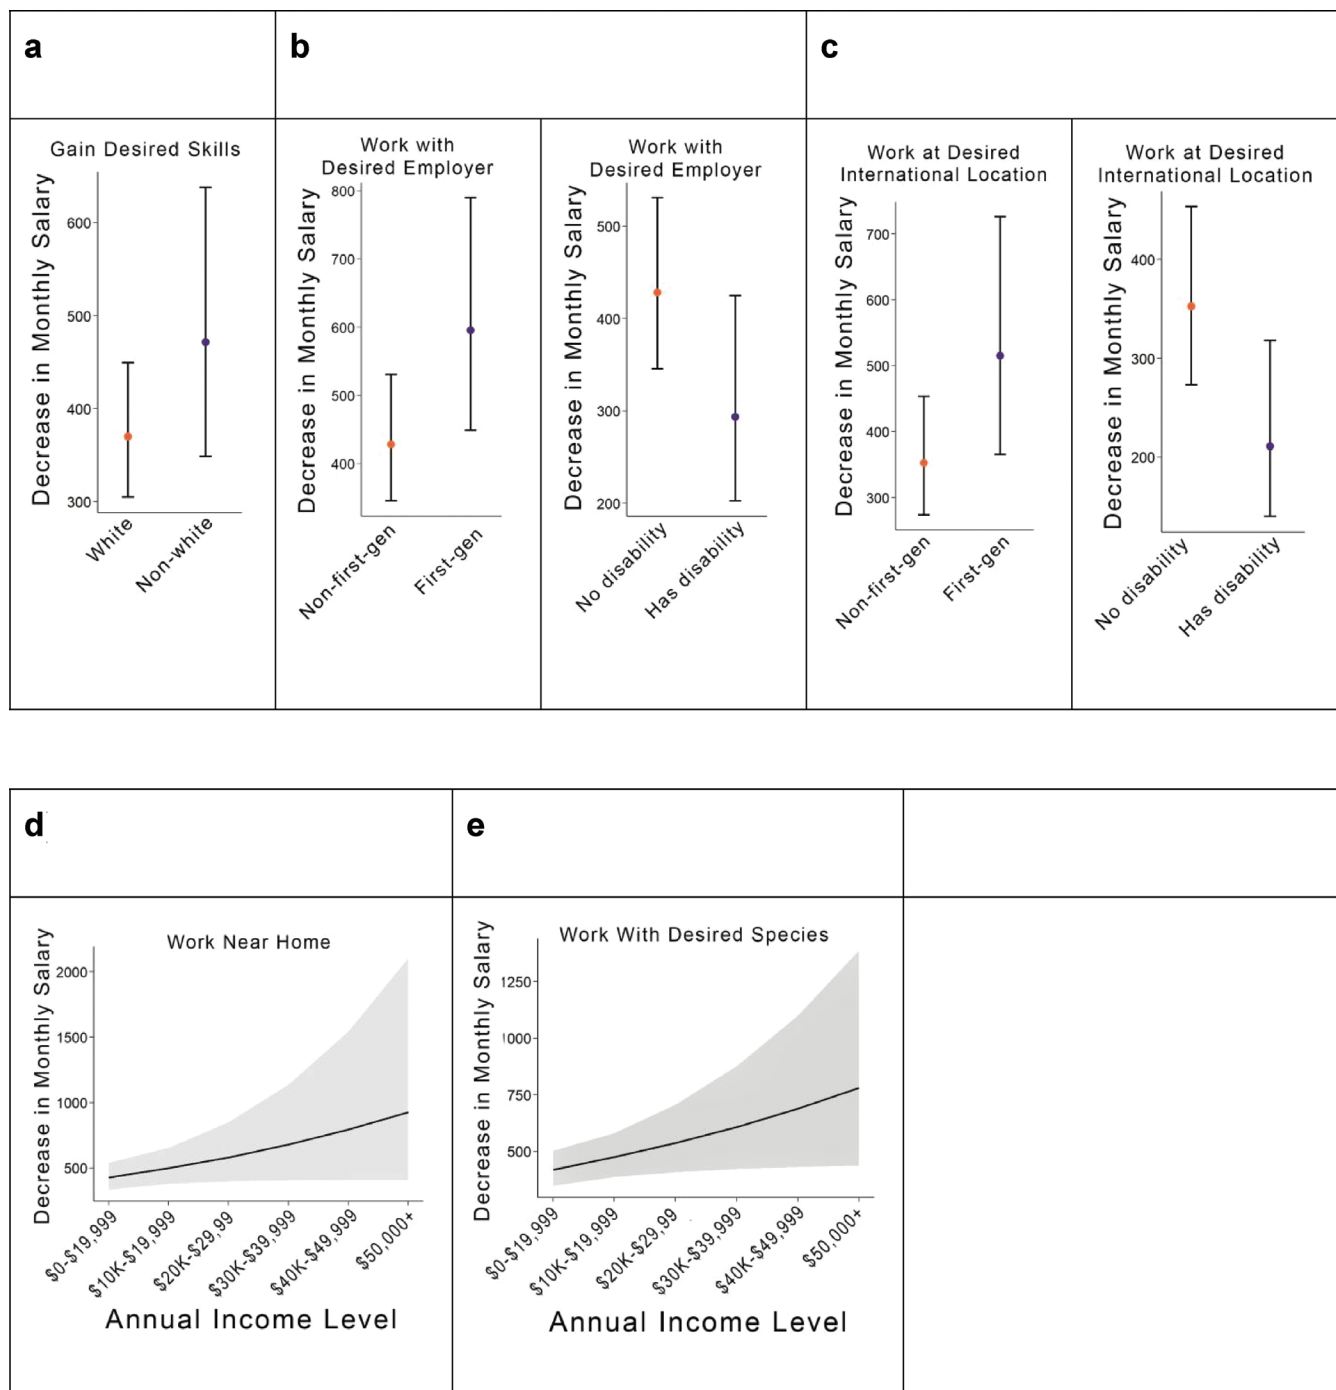 a
b
c
Gain Desired Skills
Decrease in Monthly Salary
600
500
400
300
White
Non-white
Work with
Desired Employer
Decrease in Monthly Salary
800
700
600
500
400
Non-first-gen
First-gen
Work with
Desired Employer
Decrease in Monthly Salary
500
400
300
200
No disability
Has disability
Work at Desired
International Location
Decrease in Monthly Salary
700
600
500
400
300
Non-first-gen
First-gen
Work at Desired
International Location
Decrease in Monthly Salary
400
300
200
No disability
Has disability
d
e
Work Near Home
Decrease in Monthly Salary
2000
1500
1000
500
$0-$19,999
$10K-$19,999
$20K-$29,99
$30K-$39,999
$40K-$49,999
$50,000+
Annual Income Level
Work With Desired Species
Decrease in Monthly Salary
1250
1000
750
500
$0-$19,999
$10K-$19,999
$20K-$29,99
$30K-$39,999
$40K-$49,999
$50,000+
Annual Income Level